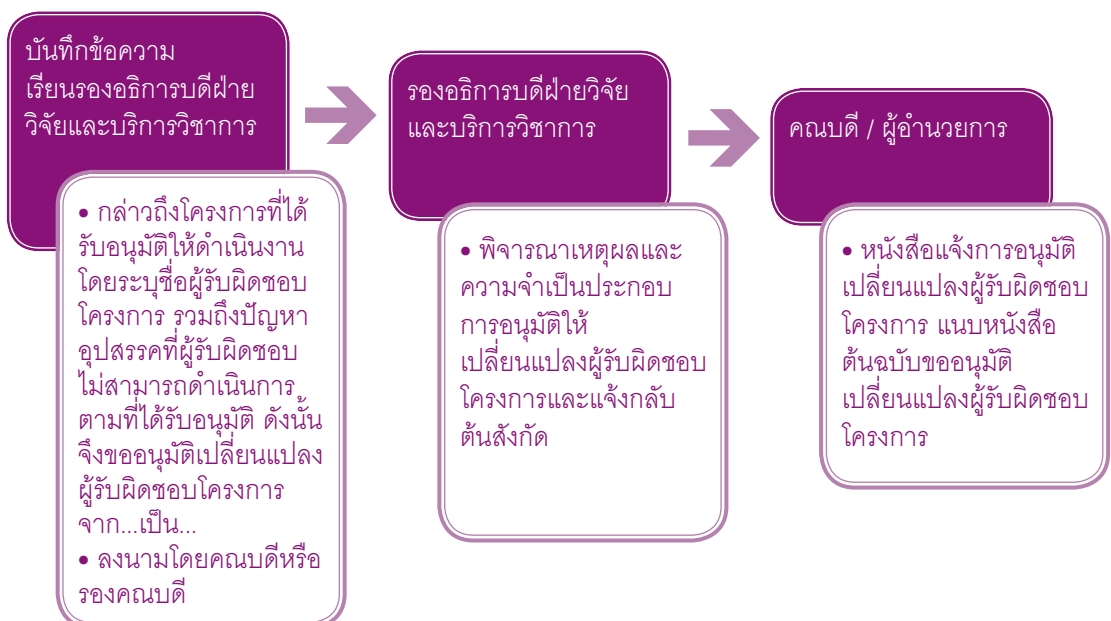 บันทึกข้อความ
เรียนรองอธิการบดีฝ่าย
วิจัยและบริการวิชาการ
• กล่าวถึงโครงการที่ได้
รับอนุมัติให้ดำเนินงาน
โดยระบุชื่อผู้รับผิดชอบ
โครงการ รวมถึงปัญหา
อุปสรรคที่ผู้รับผิดชอบ
ไม่สามารถดำเนินการ
ตามที่ได้รับอนุมัติ ดังนั้น
จึงขออนุมัติเปลี่ยนแปลง
ผู้รับผิดชอบโครงการ
จาก...เป็น...
• ลงนามโดยคณบดีหรือ
รองคณบดี
รองอธิการบดีฝ่ายวิจัย
และบริการวิชาการ
• พิจารณาเหตุผลและ
ความจำเป็นประกอบ
การอนุมัติให้
เปลี่ยนแปลงผู้รับผิดชอบ
โครงการและแจ้งกลับ
ต้นสังกัด
คณบดี / ผู้อำนวยการ
• หนังสือแจ้งการอนุมัติ
เปลี่ยนแปลงผู้รับผิดชอบ
โครงการ แนบหนังสือ
ต้นฉบับขออนุมัติ
เปลี่ยนแปลงผู้รับผิดชอบ
โครงการ